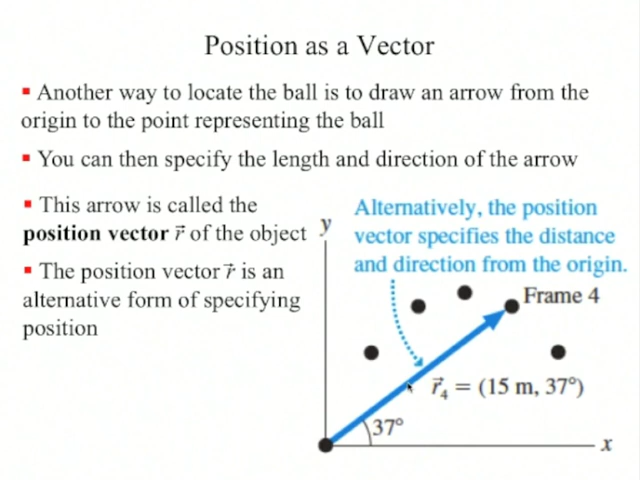 Position as a Vector
▪ Another way to locate the ball is to draw an arrow from the
origin to the point representing the ball
▪ You can then specify the length and direction of the arrow
▪ This arrow is called the
position vector r⃗ of the object
▪ The position vector r⃗ is an
alternative form of specifying
position
y
Alternatively, the position
vector specifies the distance
and direction from the origin.
Frame 4
r⃗₄ = (15 m, 37°)
37°
x